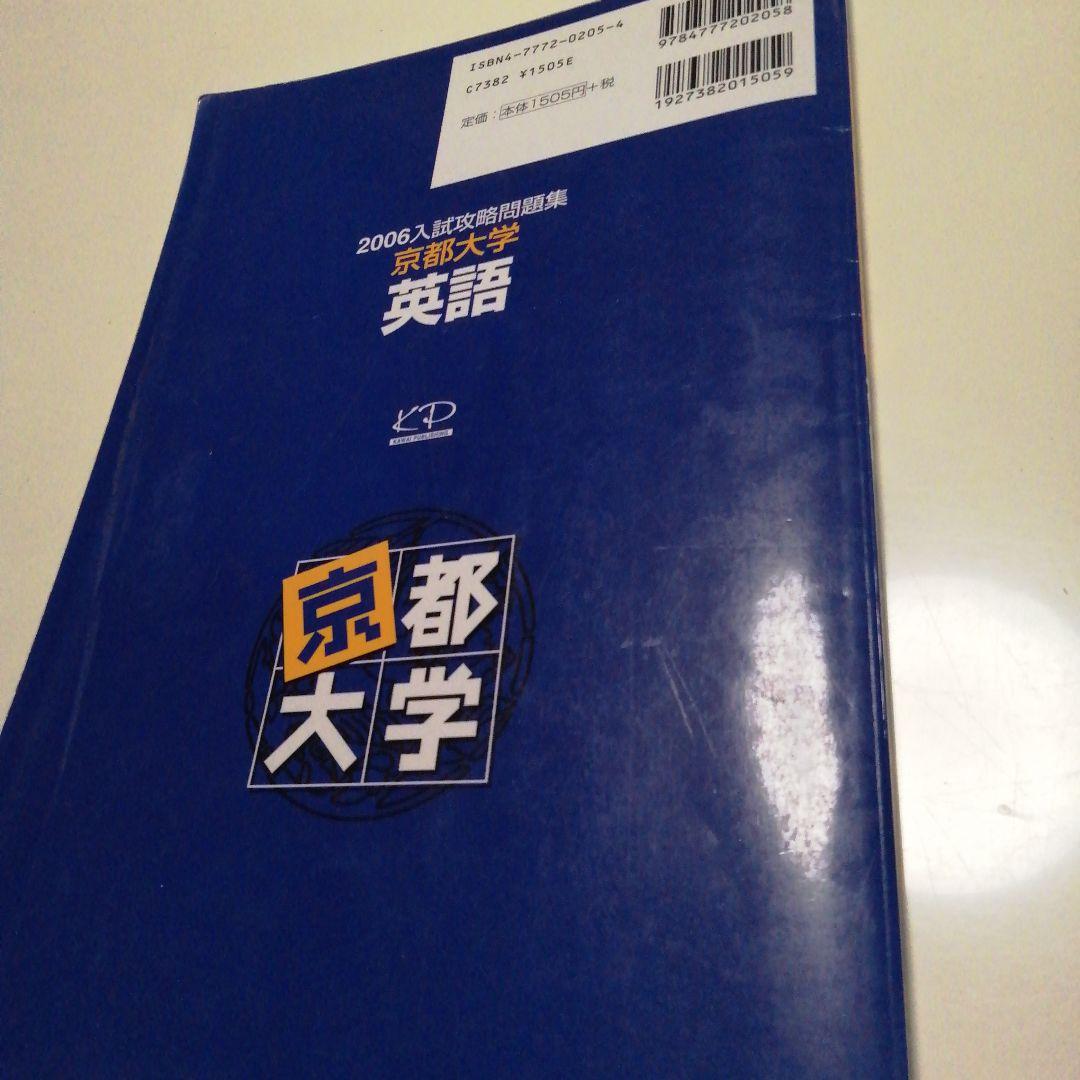 ISBN4-7772-0205-4
C7382 ¥1505E
定価：本体1505円+税
9784777202058
1927382015059
2006入試攻略問題集
京都大学
英語
KP
KAWAI PUBLISHING
京都
大学